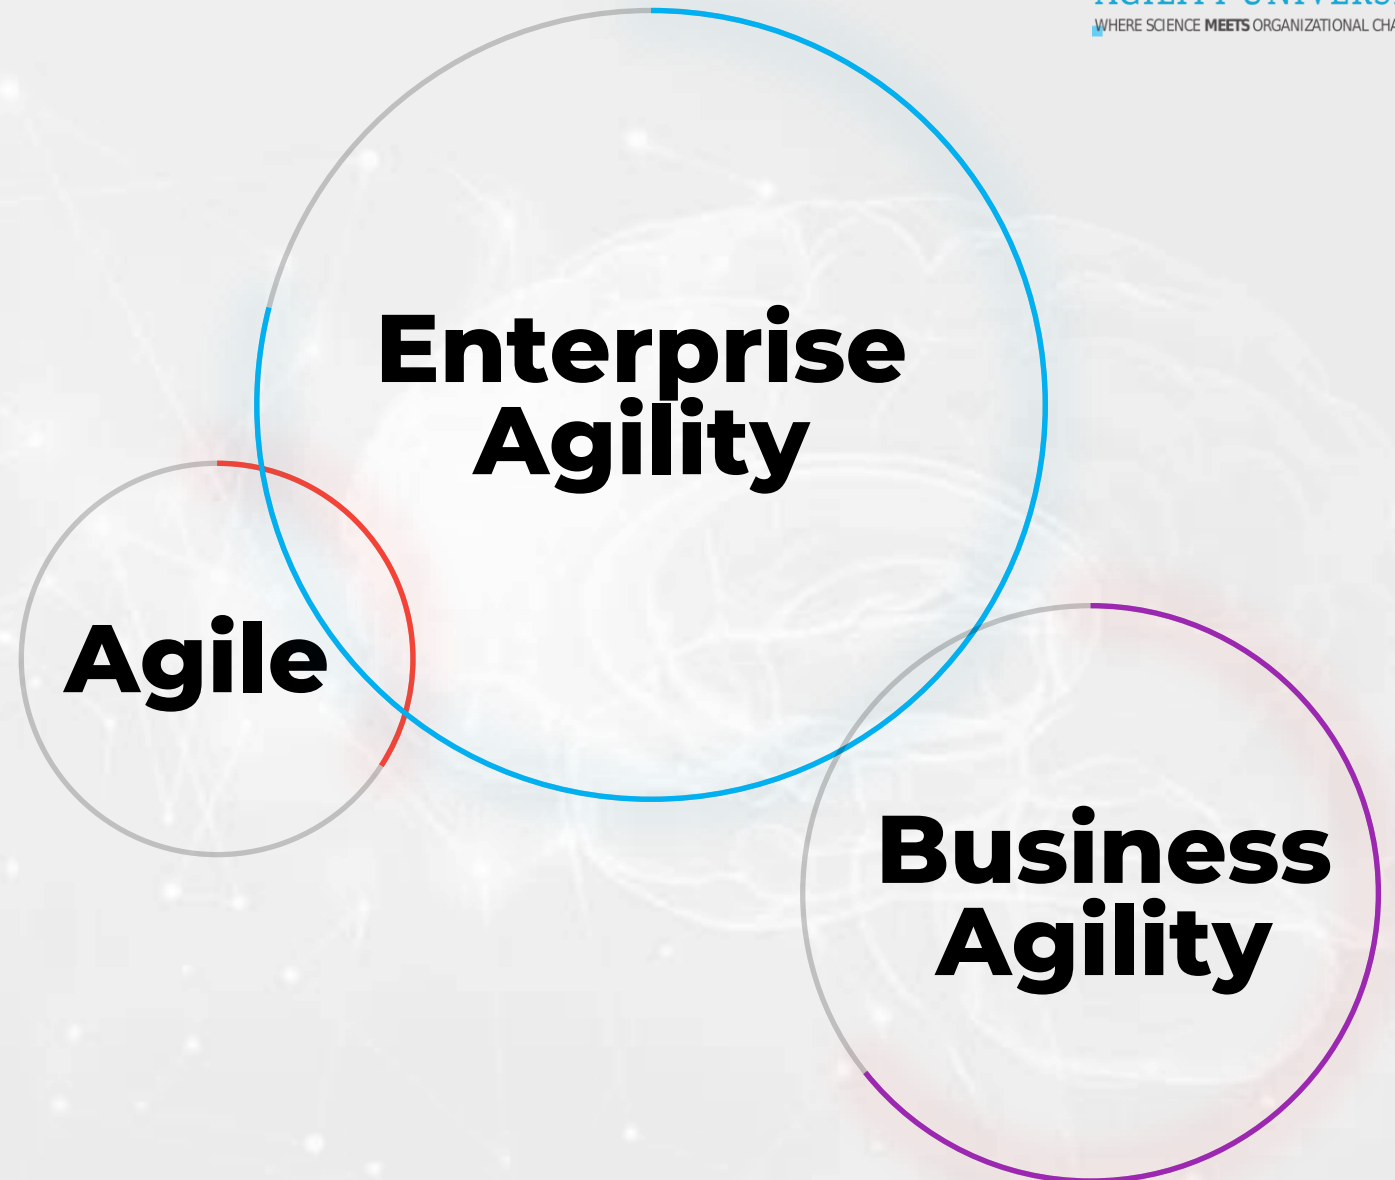 WHERE SCIENCE MEETS ORGANIZATIONAL
Enterprise
Agility
Agile
Business
Agility